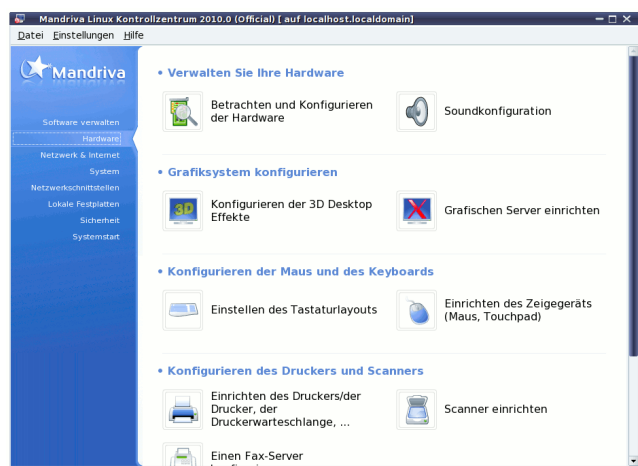 Mandriva Linux Kontrollzentrum 2010.0 (Official) [ auf localhost.localdomain]
Datei Einstellungen Hilfe
Mandriva
Software verwalten
Hardware
Netzwerk & Internet
System
Netzwerkschnittstellen
Lokale Festplatten
Sicherheit
Systemstart
• Verwalten Sie Ihre Hardware
Betrachten und Konfigurieren
der Hardware
Soundkonfiguration
• Grafiksystem konfigurieren
3D
Konfigurieren der 3D Desktop
Effekte
Grafischen Server einrichten
• Konfigurieren der Maus und des Keyboards
Einstellen des Tastaturlayouts
Einrichten des Zeigegeräts
(Maus, Touchpad)
• Konfigurieren des Druckers und Scanners
Einrichten des Druckers/der
Drucker, der
Druckerwarteschlange, ...
Scanner einrichten
Einen Fax-Server